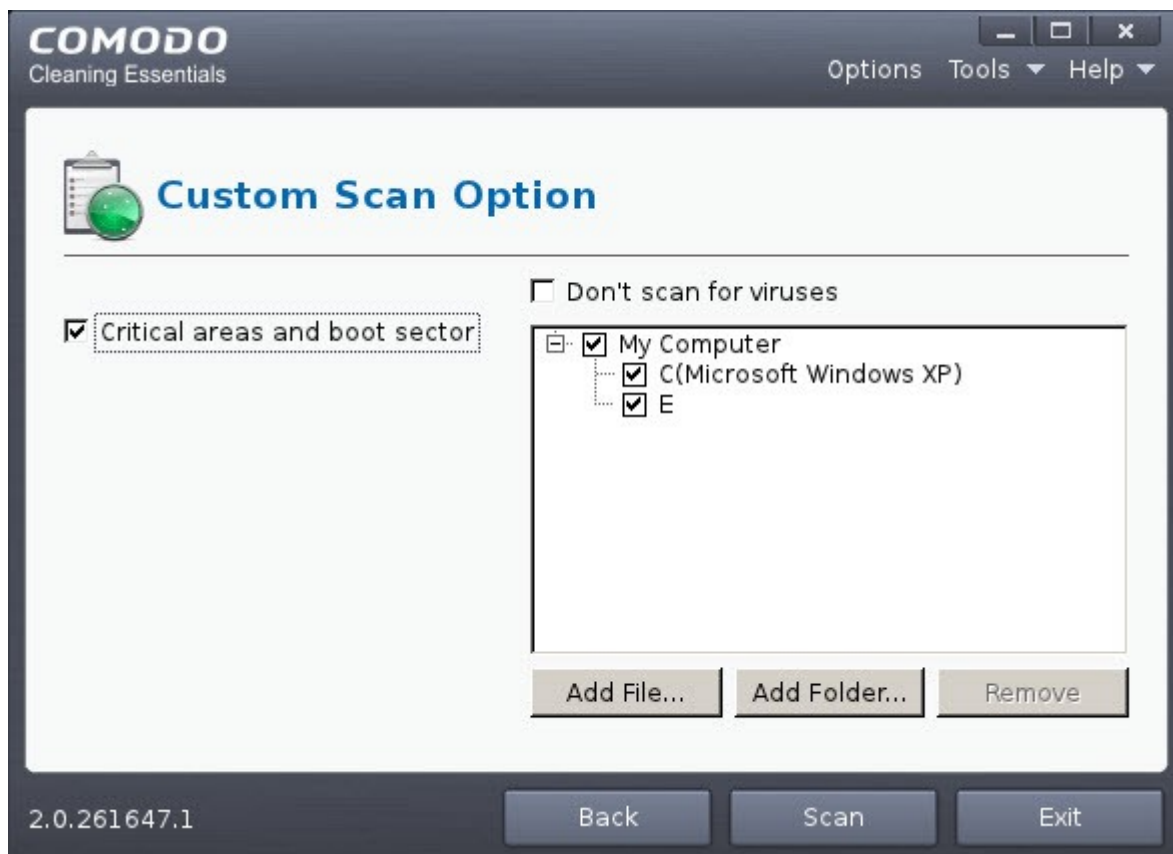 COMODO
Cleaning Essentials
Options Tools Help
Custom Scan Option
Critical areas and boot sector
Don't scan for viruses
My Computer
C(Microsoft Windows XP)
E
Add File... Add Folder... Remove
2.0.261647.1 Back Scan Exit